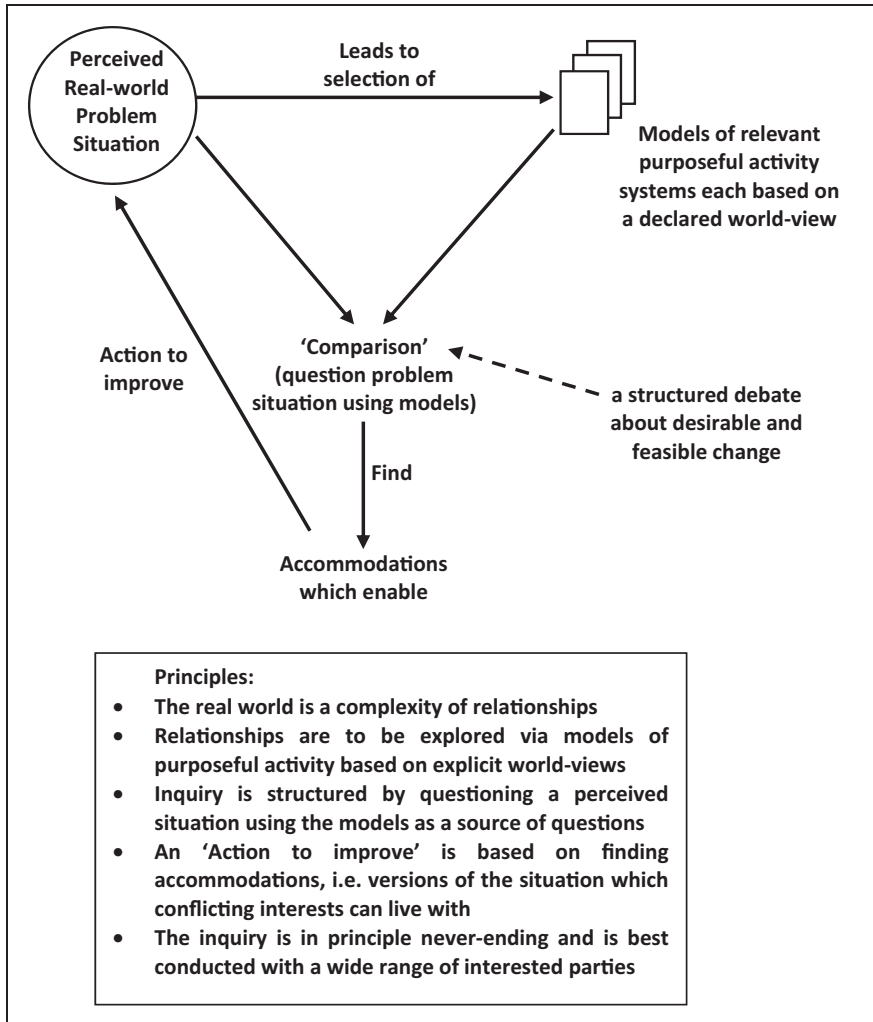 Perceived
Real-world
Problem
Situation
Leads to
selection of
Models of relevant
purposeful activity
systems each based on
a declared world-view
Action to
improve
‘Comparison’
(question problem
situation using models)
a structured debate
about desirable and
feasible change
Find
Accommodations
which enable
Principles:
• The real world is a complexity of relationships
• Relationships are to be explored via models of
purposeful activity based on explicit world-views
• Inquiry is structured by questioning a perceived
situation using the models as a source of questions
• An ‘Action to improve’ is based on finding
accommodations, i.e. versions of the situation which
conflicting interests can live with
• The inquiry is in principle never-ending and is best
conducted with a wide range of interested parties